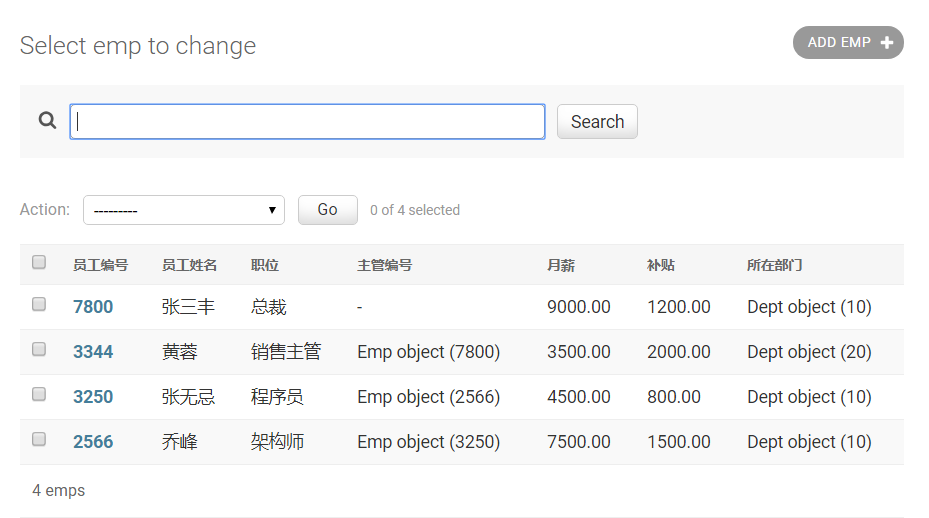 Select emp to change
ADD EMP
Search
Action: --------- Go 0 of 4 selected
员工编号 员工姓名 职位 主管编号 月薪 补贴 所在部门
7800 张三丰 总裁 - 9000.00 1200.00 Dept object (10)
3344 黄蓉 销售主管 Emp object (7800) 3500.00 2000.00 Dept object (20)
3250 张无忌 程序员 Emp object (2566) 4500.00 800.00 Dept object (10)
2566 乔峰 架构师 Emp object (3250) 7500.00 1500.00 Dept object (10)
4 emps